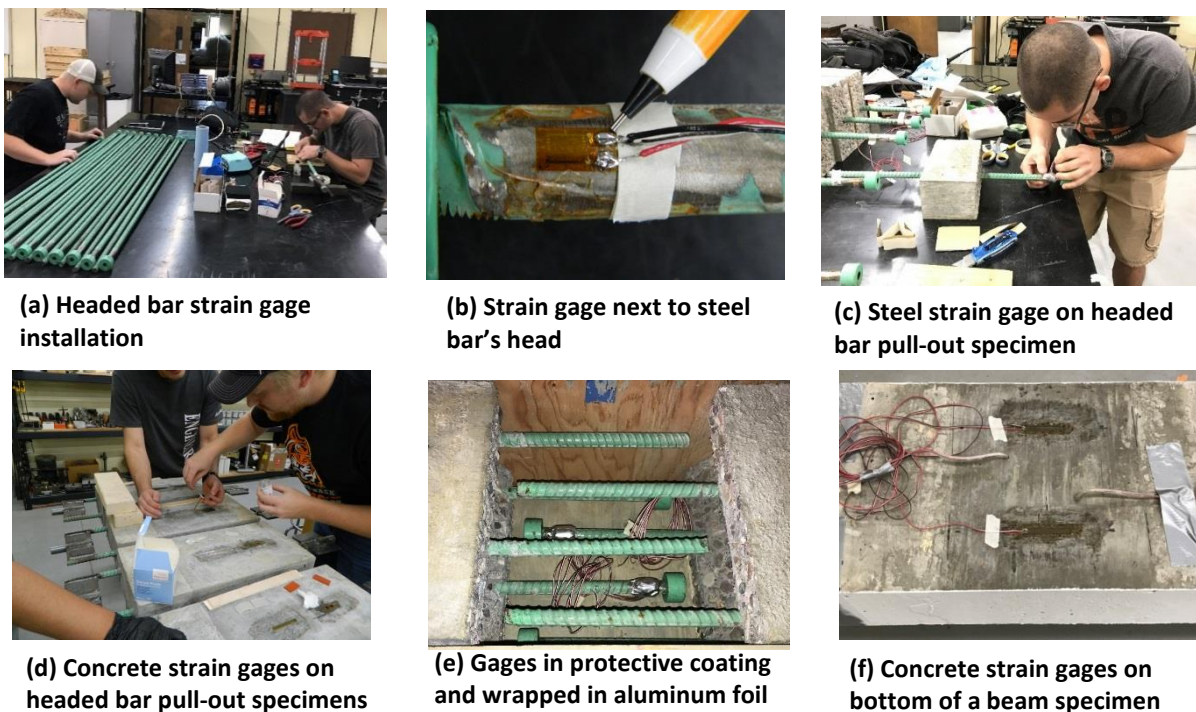 (a) Headed bar strain gage
installation
(b) Strain gage next to steel
bar's head
(c) Steel strain gage on headed
bar pull-out specimen
(d) Concrete strain gages on
headed bar pull-out specimens
(e) Gages in protective coating
and wrapped in aluminum foil
(f) Concrete strain gages on
bottom of a beam specimen